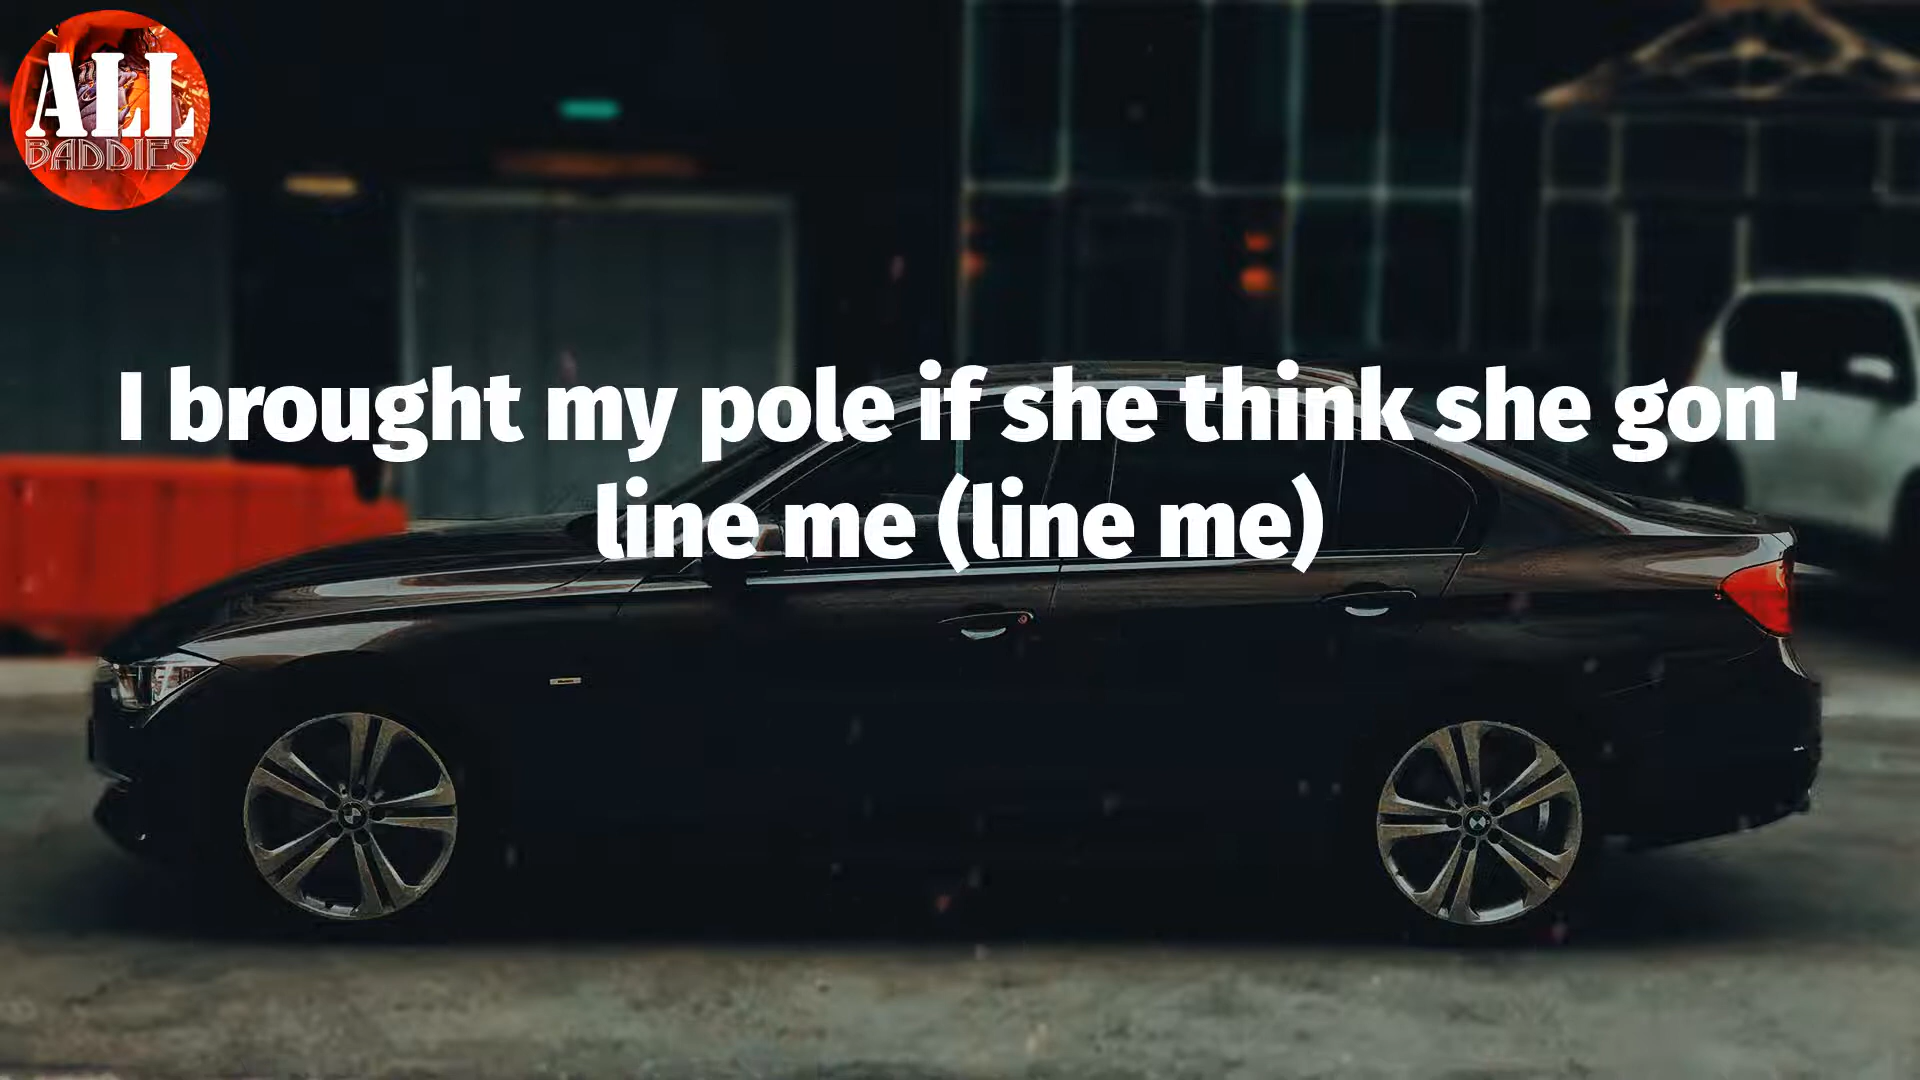 ALL
BADDIES
I brought my pole if she think she gon'
line me (line me)